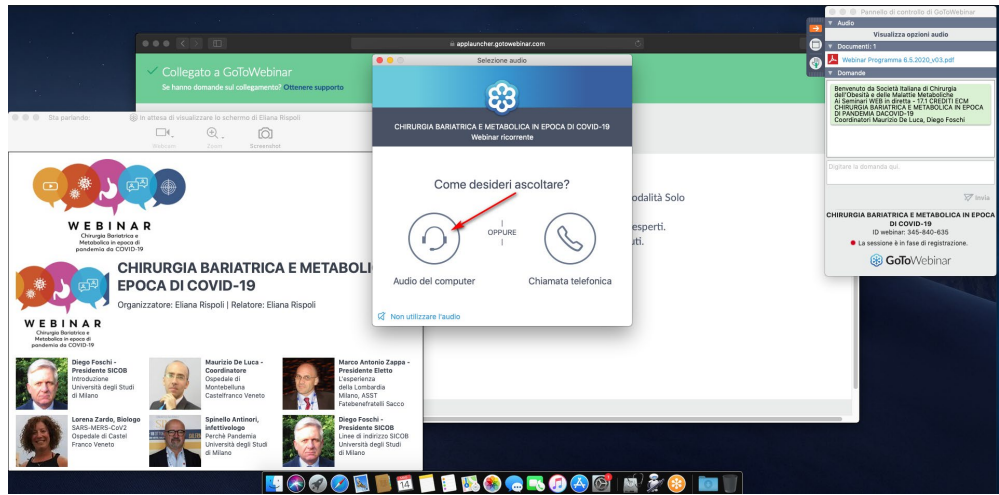 applauncher.gotowebinar.com
Collegato a GoToWebinar
Se hanno domande sul collegamento? Ottenere supporto
Sta parlando:
In attesa di visualizzare lo schermo di Eliana Rispoli
Webcam
Zoom
Screenshot
WEBINAR
Chirurgia Bariatrica e
Metabolica in epoca di
pandemia da COVID-19
CHIRURGIA BARIATRICA E METABOLI
EPOCA DI COVID-19
Organizzatore: Eliana Rispoli | Relatore: Eliana Rispoli
WEBINAR
Chirurgia Bariatrica e
Metabolica in epoca di
pandemia da COVID-19
Diego Foschi -
Presidente SICOB
Introduzione
Università degli Studi
di Milano
Maurizio De Luca -
Coordinatore
Ospedale di
Montebelluna
Castelfranco Veneto
Marco Antonio Zappa -
Presidente Eletto
L'esperienza
della Lombardia
Milano, ASST
Fatebenefratelli Sacco
Lorena Zardo, Biologo
SARS-MERS-CoV2
Ospedale di Castel
Franco Veneto
Spinello Antinori,
infettivologo
Perchè Pandemia
Università degli Studi
di Milano
Diego Foschi -
Presidente SICOB
Linee di indirizzo SICOB
Università degli Studi
di Milano
Selezione audio
CHIRURGIA BARIATRICA E METABOLICA IN EPOCA DI COVID-19
Webinar ricorrente
Come desideri ascoltare?
OPPURE
Audio del computer
Chiamata telefonica
Non utilizzare l'audio
odalità Solo
esperti.
uti.
Pannello di controllo di GoToWebinar
Audio
Visualizza opzioni audio
Documenti: 1
Webinar Programma 8.5.2020_v03.pdf
Domande
Benvenuto da Società Italiana di Chirurgia
dell'Obesità e delle Malattie Metaboliche
Ai Seminari WEB in diretta - 17.1 CREDITI ECM
CHIRURGIA BARIATRICA E METABOLICA IN EPOCA
DI PANDEMIA DACOVID-19
Coordinatori Maurizio De Luca, Diego Foschi
Digitare la domanda qui.
Invia
CHIRURGIA BARIATRICA E METABOLICA IN EPOCA
DI COVID-19
ID webinar: 345-840-635
La sessione è in fase di registrazione.
GoToWebinar
14